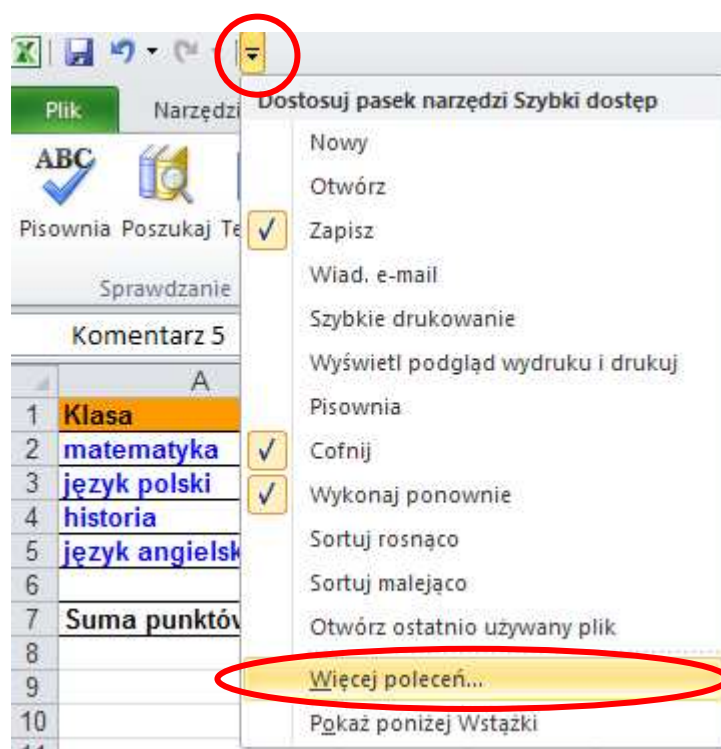 Plik Narzędzi
Dostosuj pasek narzędzi Szybki dostęp
Nowy
Otwórz
Zapisz
Wiad. e-mail
Szybkie drukowanie
Wyświetl podgląd wydruku i drukuj
Pisownia
Cofnij
Wykonaj ponownie
Sortuj rosnąco
Sortuj malejąco
Otwórz ostatnio używany plik
Więcej poleceń...
Pokaż poniżej Wstążki
ABC
Pisownia Poszukaj Te
Sprawdzanie
Komentarz 5
A
1 Klasa
2 matematyka
3 język polski
4 historia
5 język angielsk
6
7 Suma punktów
8
9
10
11